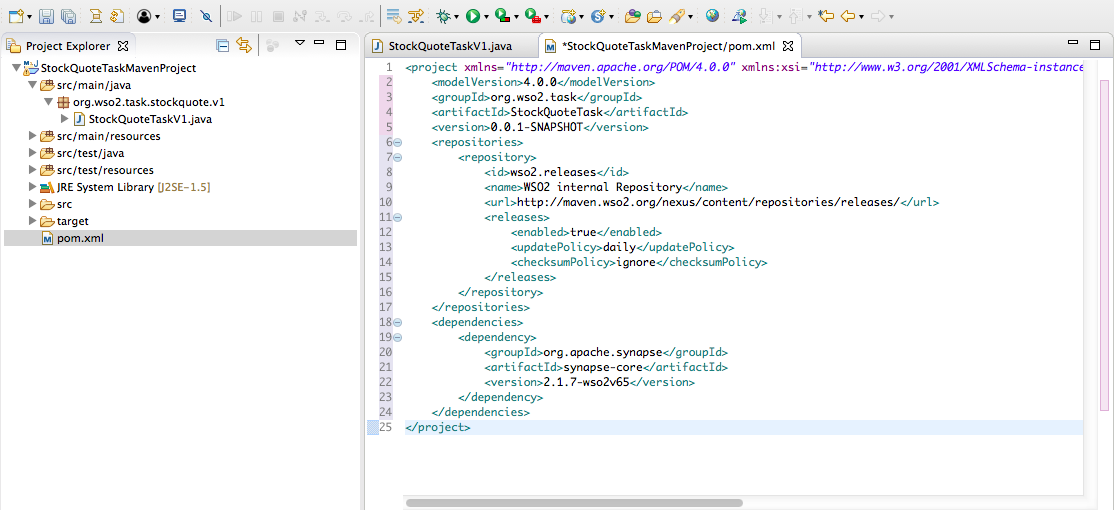 Project Explorer
StockQuoteTaskMavenProject
src/main/java
org.wso2.task.stockquote.v1
StockQuoteTaskV1.java
src/main/resources
src/test/java
src/test/resources
JRE System Library [J2SE-1.5]
src
target
pom.xml
StockQuoteTaskV1.java
*StockQuoteTaskMavenProject/pom.xml
1 <project xmlns="http://maven.apache.org/POM/4.0.0" xmlns:xsi="http://www.w3.org/2001/XMLSchema-instance
2 <modelVersion>4.0.0</modelVersion>
3 <groupId>org.wso2.task</groupId>
4 <artifactId>StockQuoteTask</artifactId>
5 <version>0.0.1-SNAPSHOT</version>
6 <repositories>
7 <repository>
8 <id>wso2.releases</id>
9 <name>WSO2 internal Repository</name>
10 <url>http://maven.wso2.org/nexus/content/repositories/releases/</url>
11 <releases>
12 <enabled>true</enabled>
13 <updatePolicy>daily</updatePolicy>
14 <checksumPolicy>ignore</checksumPolicy>
15 </releases>
16 </repository>
17 </repositories>
18 <dependencies>
19 <dependency>
20 <groupId>org.apache.synapse</groupId>
21 <artifactId>synapse-core</artifactId>
22 <version>2.1.7-wso2v65</version>
23 </dependency>
24 </dependencies>
25 </project>